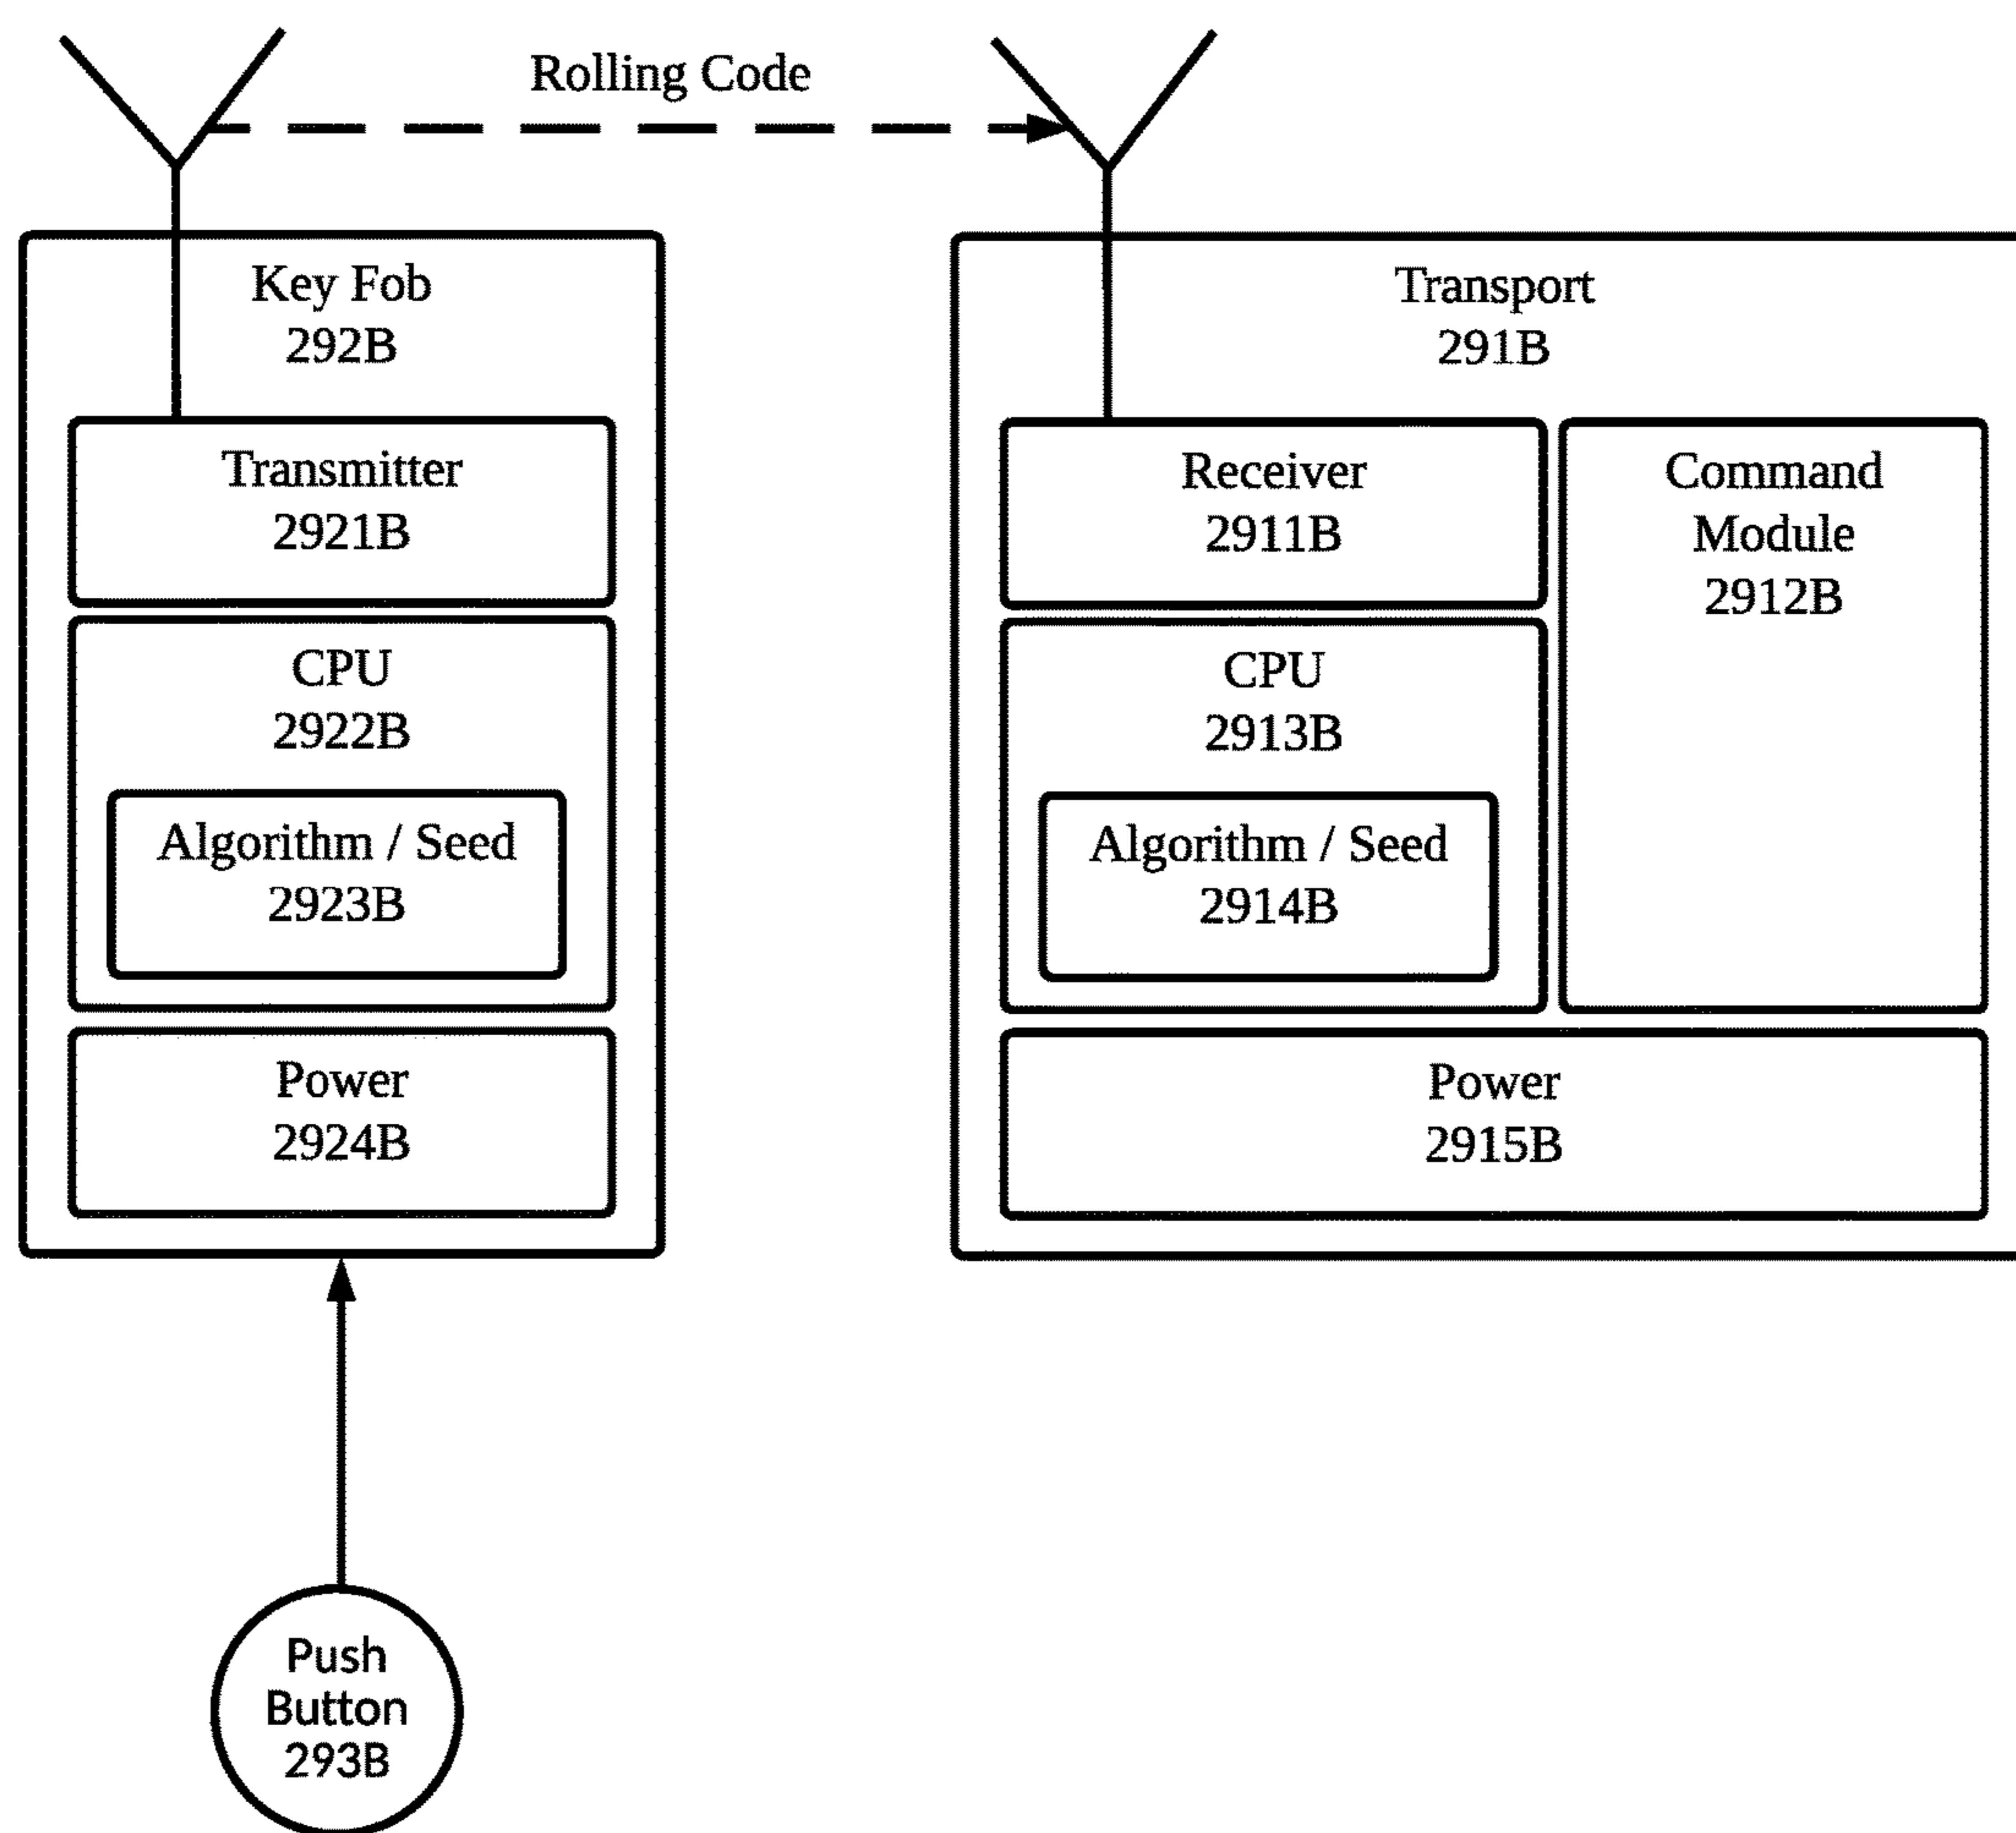 Rolling Code
Key Fob
292B
Transmitter
2921B
CPU
2922B
Algorithm / Seed
2923B
Power
2924B
Push
Button
293B
Transport
291B
Receiver
2911B
Command
Module
2912B
CPU
2913B
Algorithm / Seed
2914B
Power
2915B